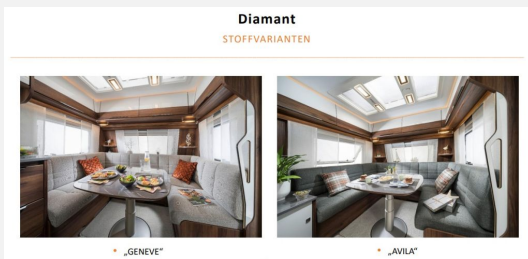 Diamant
STOFFVARIANTEN
• „GENEVE“
• „AVILA“